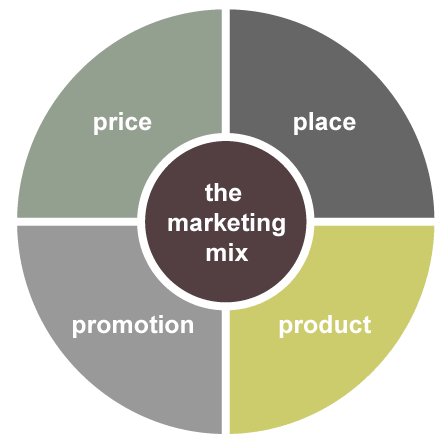 price
place
the
marketing
mix
promotion
product